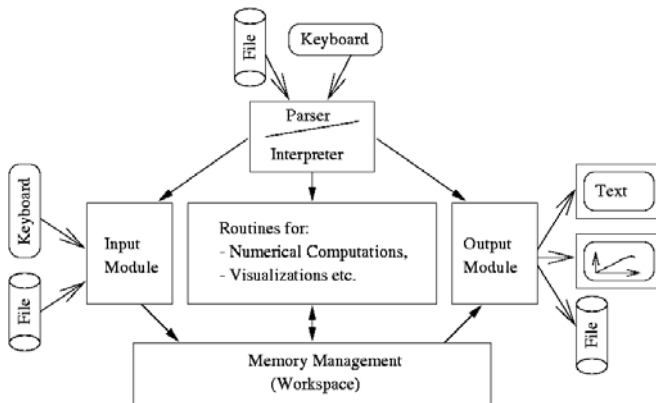 File
Keyboard
Parser
Interpreter
Keyboard
File
Input
Module
Routines for:
- Numerical Computations,
- Visualizations etc.
Output
Module
Text
File
Memory Management
(Workspace)